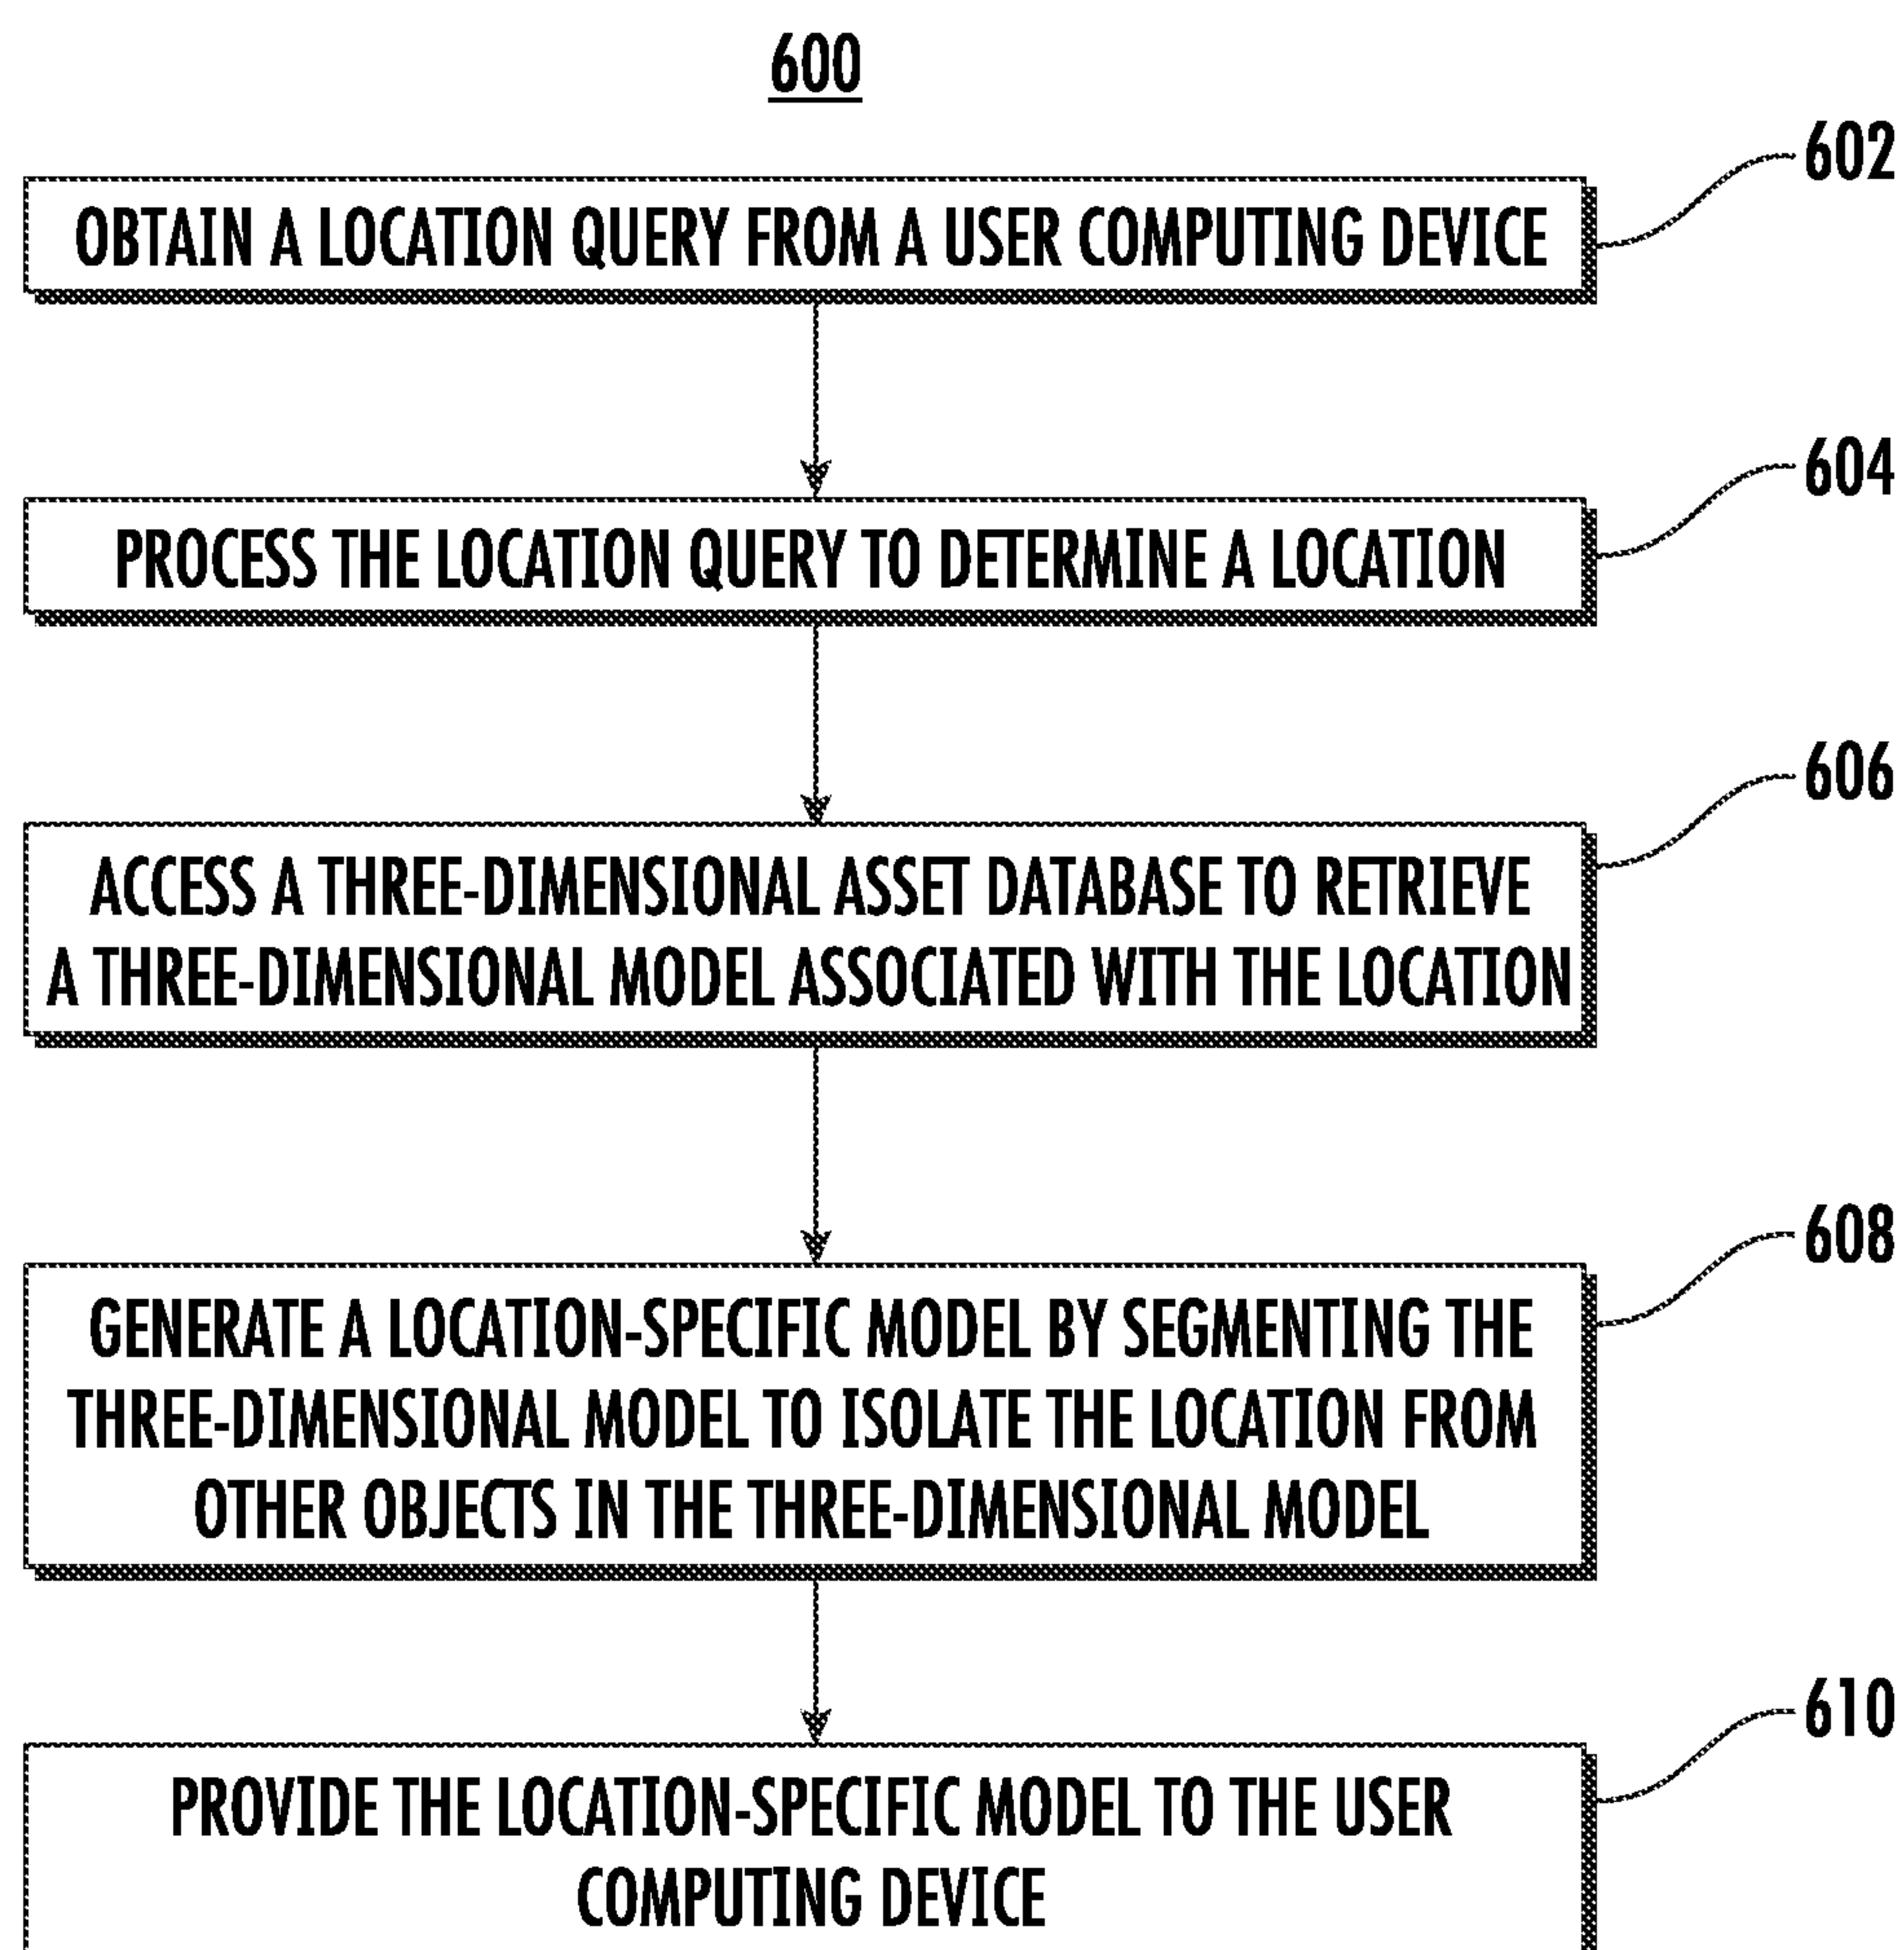 600
602
OBTAIN A LOCATION QUERY FROM A USER COMPUTING DEVICE
604
PROCESS THE LOCATION QUERY TO DETERMINE A LOCATION
606
ACCESS A THREE-DIMENSIONAL ASSET DATABASE TO RETRIEVE
A THREE-DIMENSIONAL MODEL ASSOCIATED WITH THE LOCATION
608
GENERATE A LOCATION-SPECIFIC MODEL BY SEGMENTING THE
THREE-DIMENSIONAL MODEL TO ISOLATE THE LOCATION FROM
OTHER OBJECTS IN THE THREE-DIMENSIONAL MODEL
610
PROVIDE THE LOCATION-SPECIFIC MODEL TO THE USER
COMPUTING DEVICE